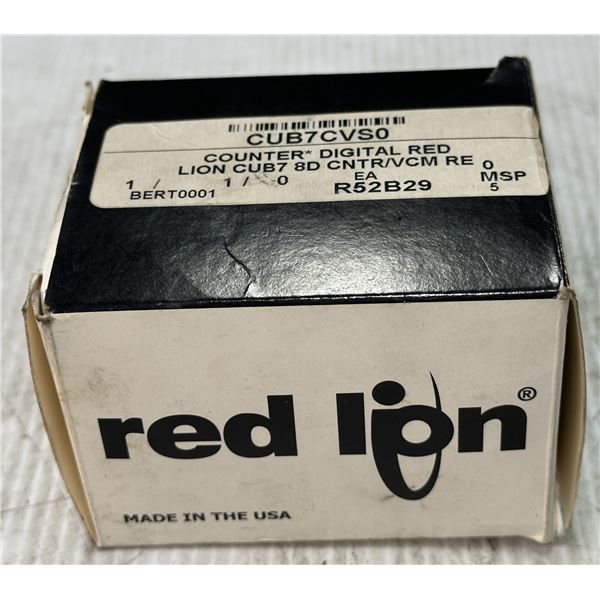 CUB7CVS0
COUNTER* DIGITAL RED
LION CUB7 8D CNTR/VCM RE 0
1 / 1 / 0 EA MSP
BERT0001 R52B29 5
red lion®
MADE IN THE USA